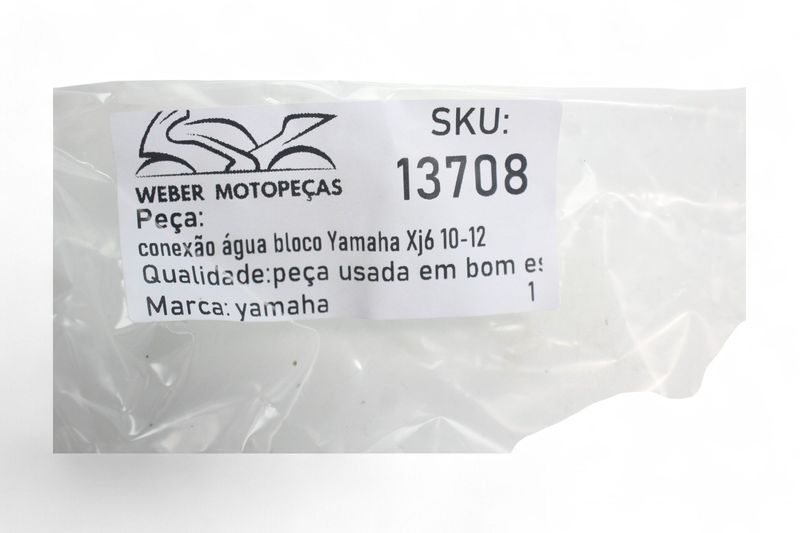 SKU:
13708
WEBER MOTOPEÇAS
Peça:
conexão água bloco Yamaha Xj6 10-12
Qualidade:peça usada em bom es
Marca: yamaha
1